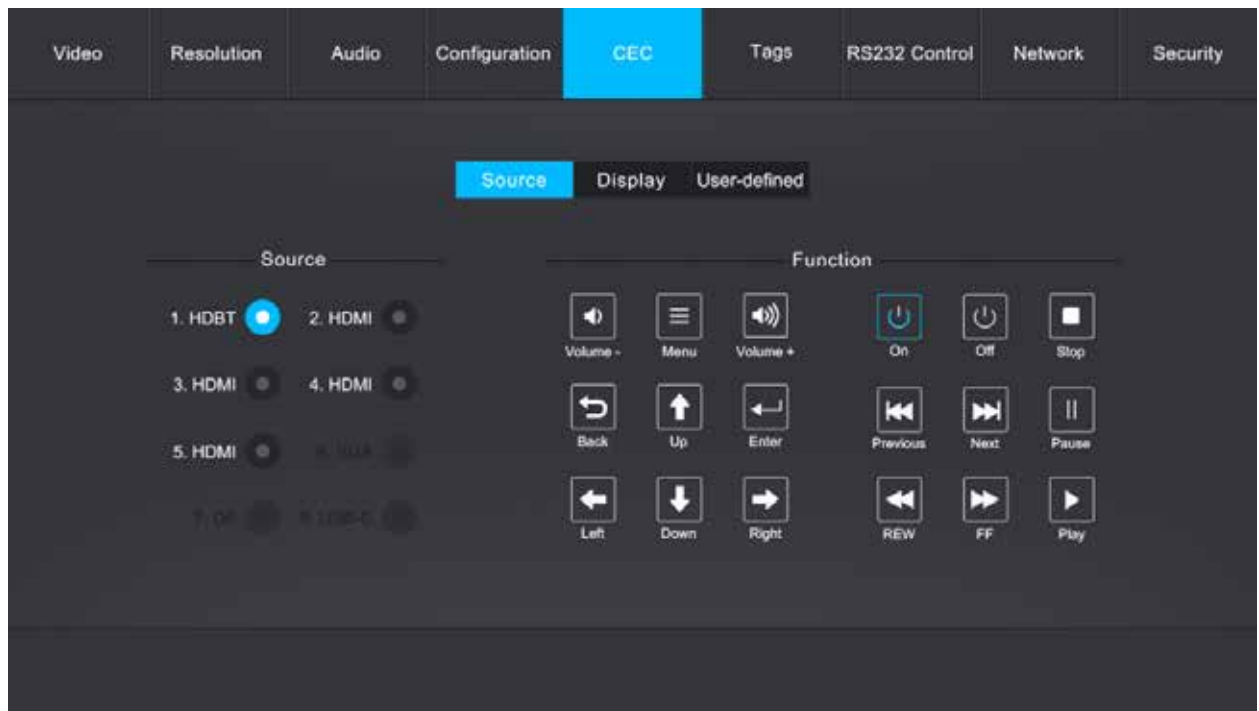 Video Resolution Audio Configuration CEC Tags RS232 Control Network Security
Source Display User-defined
Source
Function
1. HDBT 2. HDMI
3. HDMI 4. HDMI
5. HDMI
Volume - Menu Volume + On Off Stop
Back Up Enter Previous Next Pause
Left Down Right REW FF Play